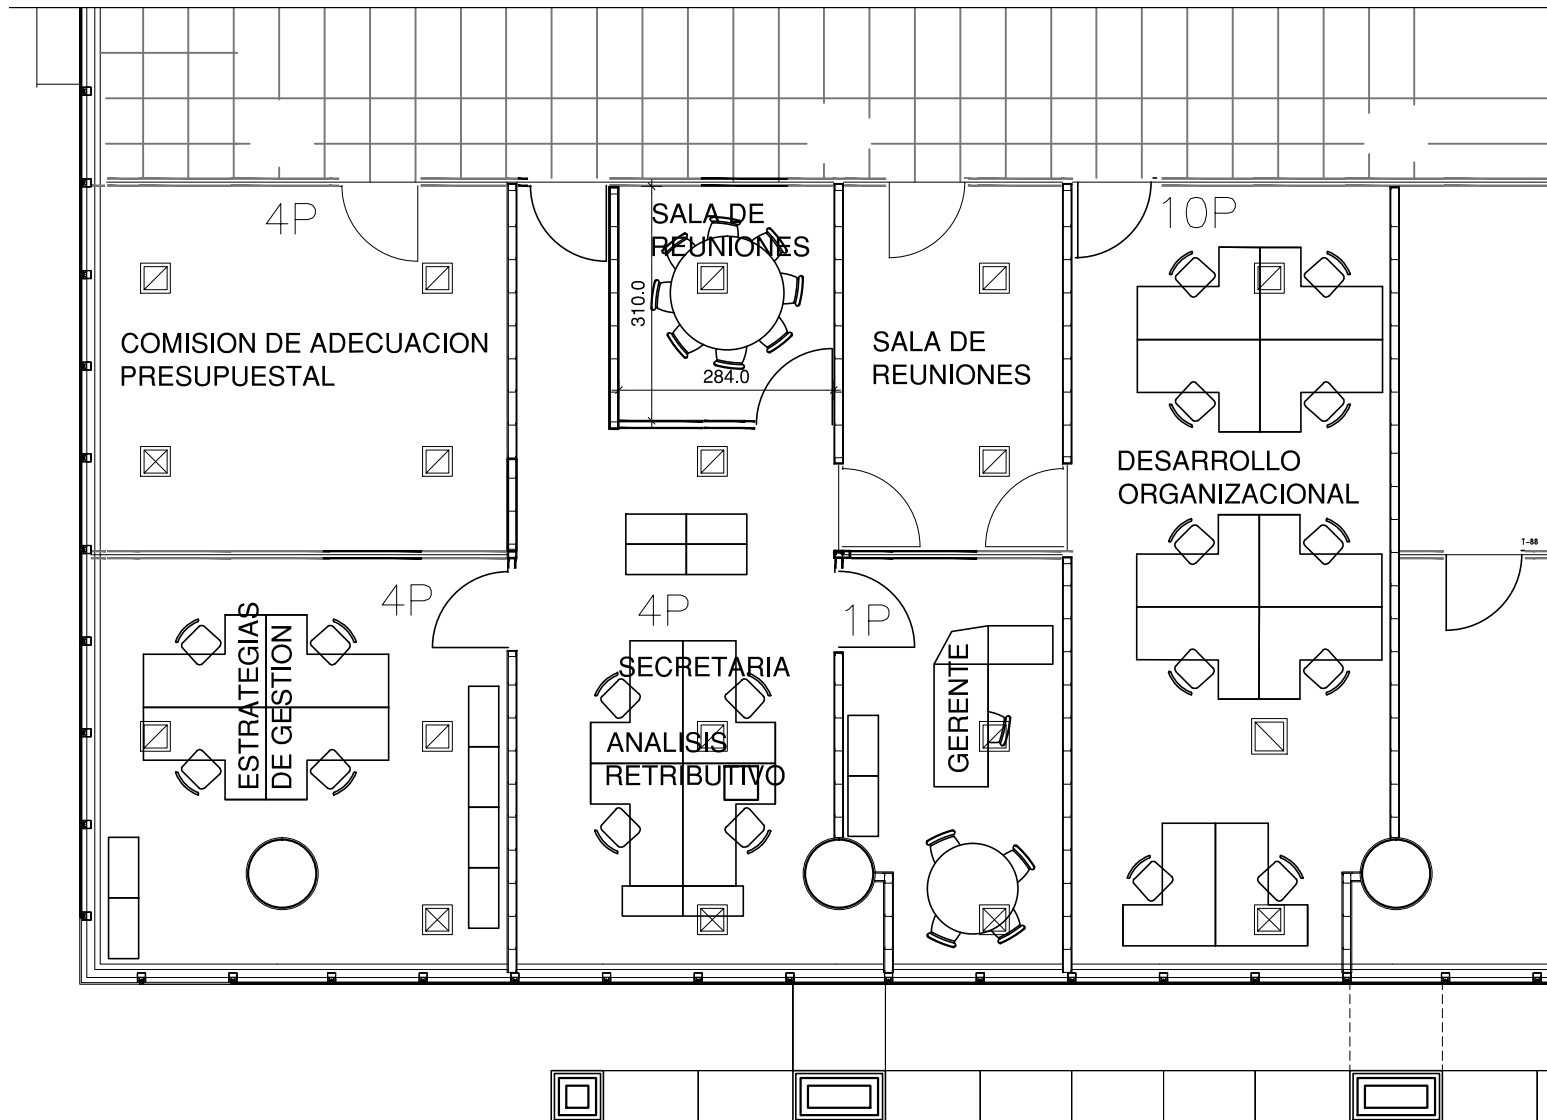 4P
COMISION DE ADECUACION
PRESUPUESTAL
SALA DE
REUNIONES
310.0
284.0
SALA DE
REUNIONES
10P
DESARROLLO
ORGANIZACIONAL
T-88
4P
ESTRATEGIAS
DE GESTION
4P
SECRETARIA
ANALISIS
RETRIBUTIVO
1P
GERENTE